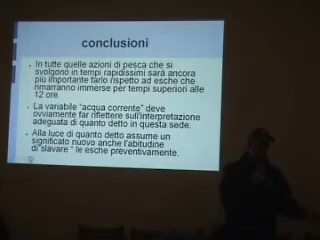 conclusioni
In tutte quelle azioni di pesca che si
svolgono in tempi rapidissimi sarà ancora
più importante farlo rispetto ad esche che
rimarranno immerse per tempi superiori alle
12 ore.
La variabile “acqua corrente” deve
ovviamente far riflettere sull’interpretazione
adeguata di quanto detto in questa sede.
Alla luce di quanto detto assume un
significato nuovo anche l’abitudine
di“slavare “ le esche preventivamente.